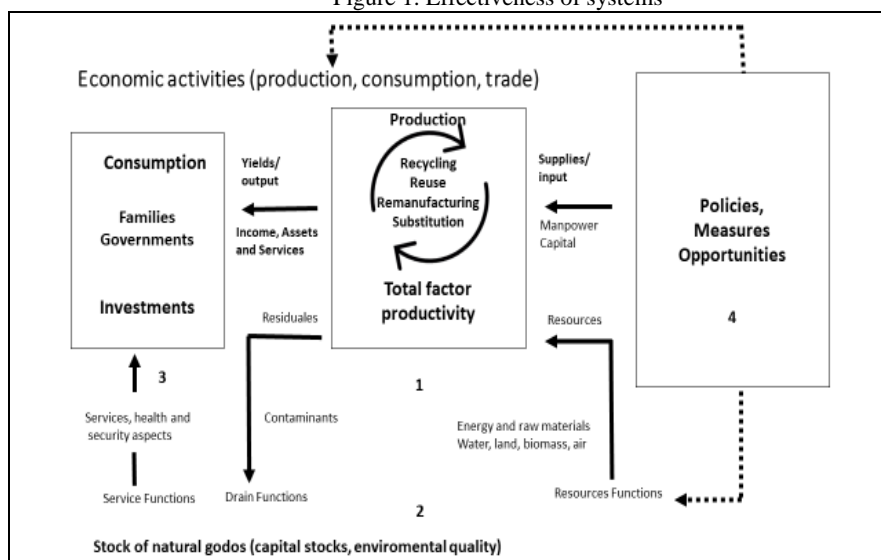 Figure 1. Effectiveness of systems
Economic activities (production, consumption, trade)
Consumption
Families
Governments
Investments
Yields/
output
Income, Assets
and Services
Production
Recycling
Reuse
Remanufacturing
Substitution
Total factor
productivity
Supplies/
input
Manpower
Capital
Policies,
Measures
Opportunities
4
Residuales
Resources
3
1
Services, health and
security aspects
Contaminants
Energy and raw materials
Water, land, biomass, air
Service Functions
Drain Functions
2
Resources Functions
Stock of natural godos (capital stocks, enviromental quality)